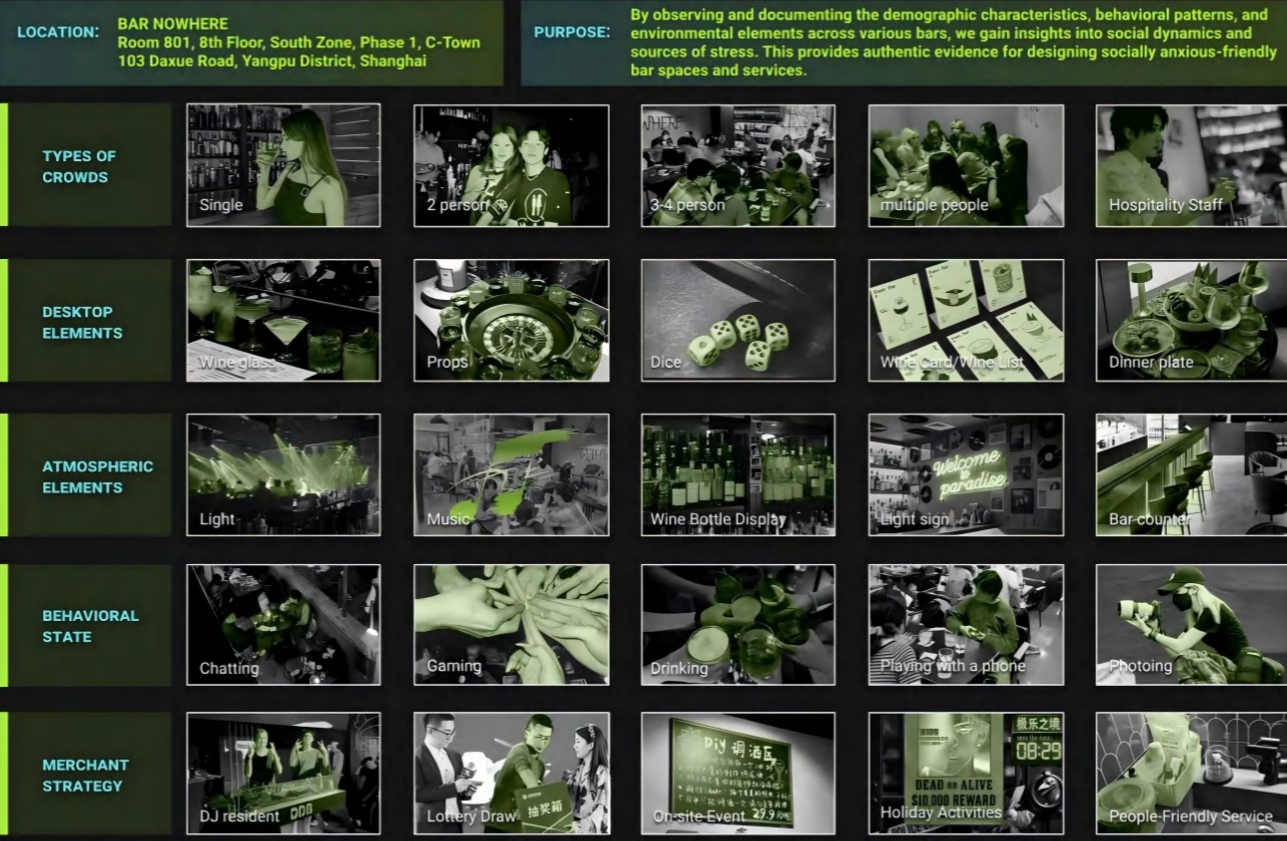 LOCATION:
BAR NOWHERE
Room 801, 8th Floor, South Zone, Phase 1, C-Town
103 Daxue Road, Yangpu District, Shanghai
PURPOSE:
By observing and documenting the demographic characteristics, behavioral patterns, and
environmental elements across various bars, we gain insights into social dynamics and
sources of stress. This provides authentic evidence for designing socially anxious-friendly
bar spaces and services.
TYPES OF
CROWDS
Single
2 person
3-4 person
multiple people
Hospitality Staff
DESKTOP
ELEMENTS
Wine glass
Props
Dice
Wine Card/Wine List
Dinner plate
ATMOSPHERIC
ELEMENTS
Light
Music
Wine Bottle Display
Welcome
to
paradise
Light sign
Bar counter
BEHAVIORAL
STATE
Chatting
Gaming
Drinking
Playing with a phone
Photoing
MERCHANT
STRATEGY
DDB
DJ resident
抽奖箱
Lottery Draw
DiY 调酒区
29.9
On-site Event
极乐之境
08:29
DEAD OR ALIVE
$10 000 REWARD
Holiday Activities
People-Friendly Service